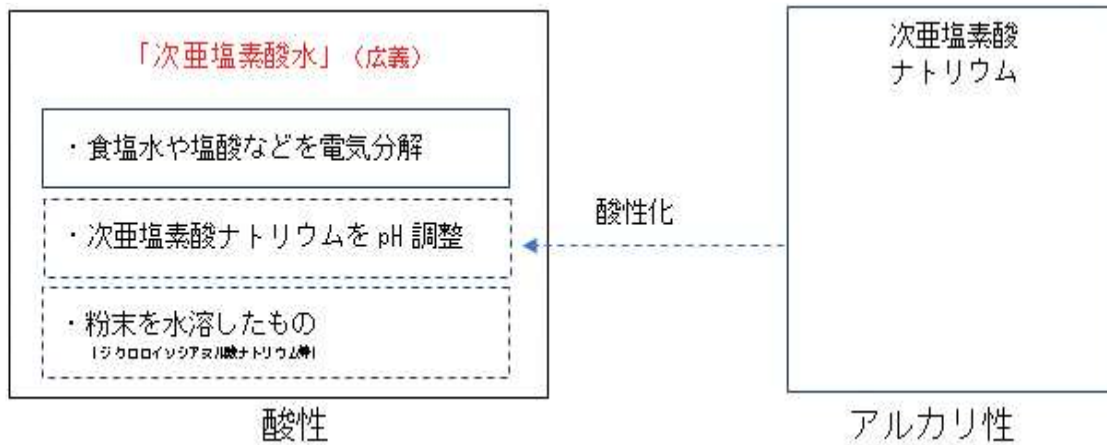 「次亜塩素酸水」（広義）
・食塩水や塩酸などを電気分解
・次亜塩素酸ナトリウムを pH 調整
・粉末を水溶したもの
（ジクロロイソシアヌル酸ナトリウム等）
酸性
酸性化
次亜塩素酸
ナトリウム
アルカリ性